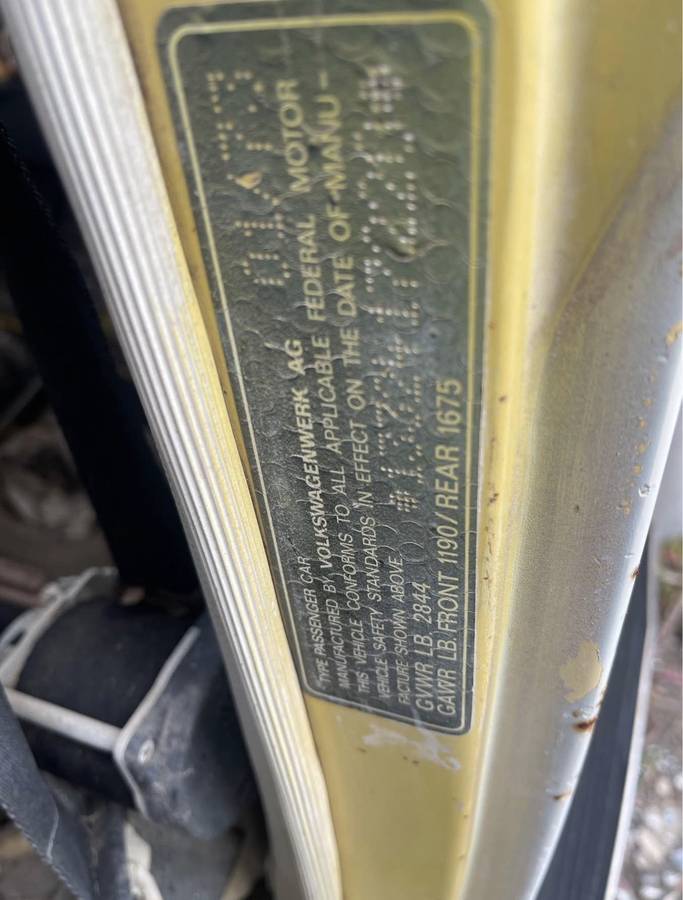 TYPE PASSENGER CAR
MANUFACTURED BY VOLKSWAGENWERK AG
THIS VEHICLE CONFORMS TO ALL APPLICABLE FEDERAL MOTOR
VEHICLE SAFETY STANDARDS IN EFFECT ON THE DATE OF MANU-
FACTURE SHOWN ABOVE
GVWR LB. 2844
GAWR LB. FRONT 1190/REAR 1675